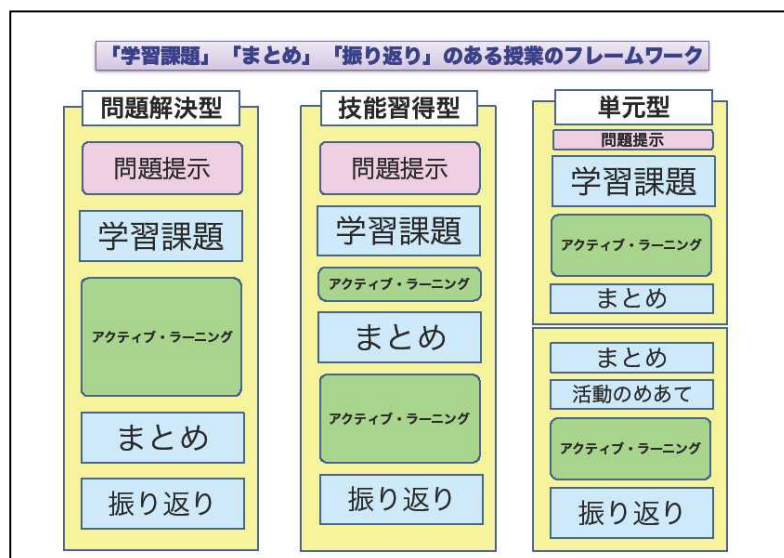 「学習課題」「まとめ」「振り返り」のある授業のフレームワーク
問題解決型
問題提示
学習課題
アクティブ・ラーニング
まとめ
振り返り
技能習得型
問題提示
学習課題
アクティブ・ラーニング
まとめ
アクティブ・ラーニング
振り返り
単元型
問題提示
学習課題
アクティブ・ラーニング
まとめ
まとめ
活動のめあて
アクティブ・ラーニング
振り返り